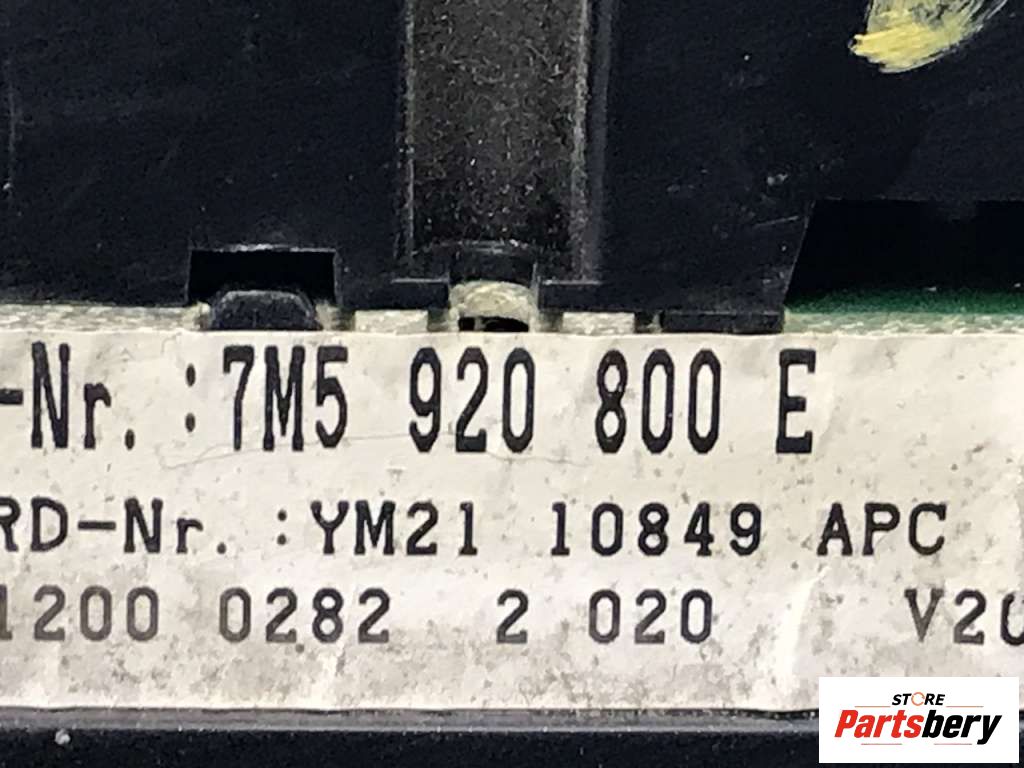 -Nr. :7M5 920 800 E
RD-Nr. :YM21 10849 APC
1200 0282 2 020 V20
STORE
Partsbery